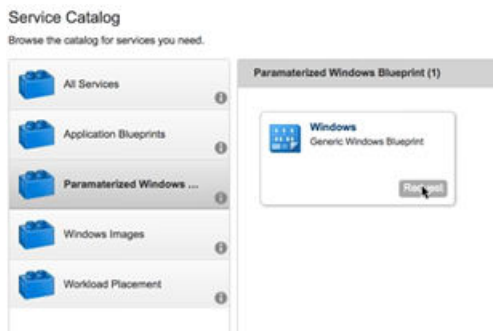 Service Catalog
Browse the catalog for services you need.
All Services
Application Blueprints
Paramaterized Windows ...
Windows Images
Workload Placement
Paramaterized Windows Blueprint (1)
Windows
Generic Windows Blueprint
Request